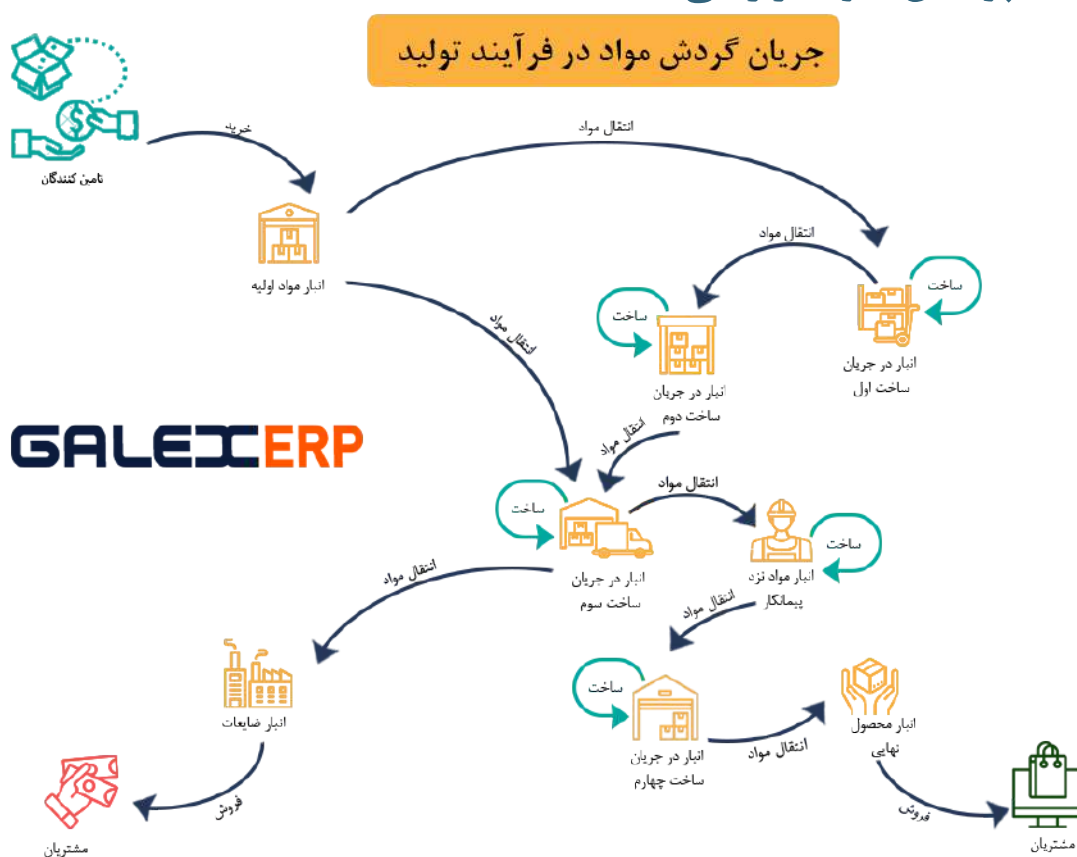 جریان گردش مواد در فرآیند تولید
خرید
انتقال مواد
تامین کنندگان
انتقال مواد
انبار مواد اولیه
ساخت
ساخت
انبار در جریان
ساخت اول
انتقال مواد
انبار در جریان
ساخت دوم
GALEXERP
انتقال مواد
انتقال مواد
ساخت
ساخت
انبار مواد نزد
پیمانکار
انبار در جریان
ساخت سوم
انتقال مواد
انتقال مواد
ساخت
انبار محصول
نهایی
انبار ضایعات
انتقال مواد
انبار در جریان
ساخت چهارم
فروش
فروش
مشتریان
مشتریان